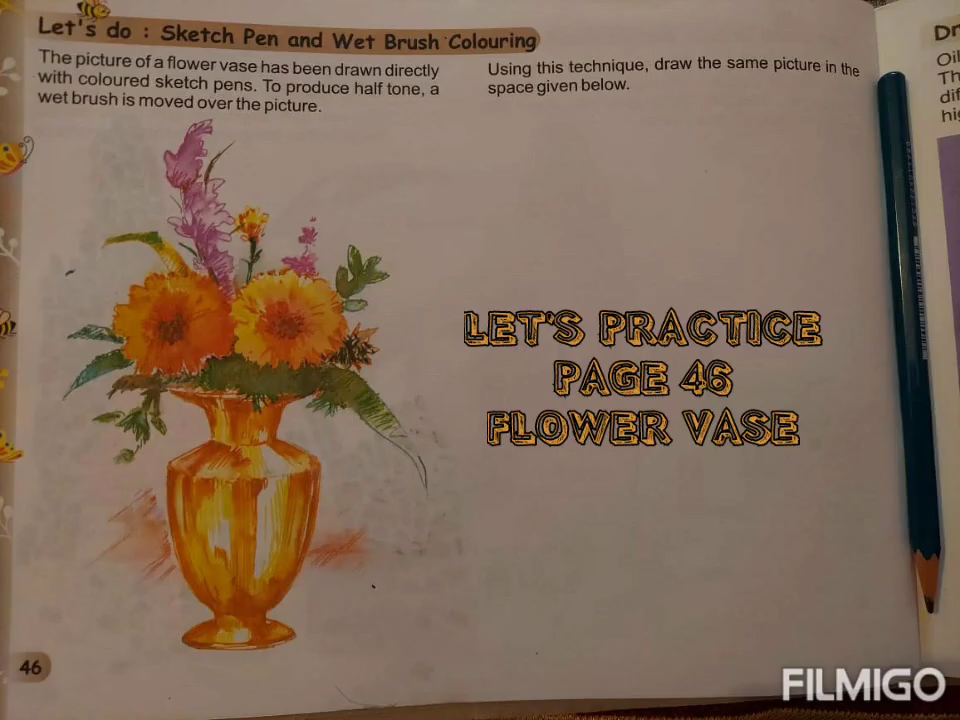 Let's do : Sketch Pen and Wet Brush Colouring
The picture of a flower vase has been drawn directly
with coloured sketch pens. To produce half tone, a
wet brush is moved over the picture.
Using this technique, draw the same picture in the
space given below.
LET'S PRACTICE
PAGE 46
FLOWER VASE
46
FILMIGO